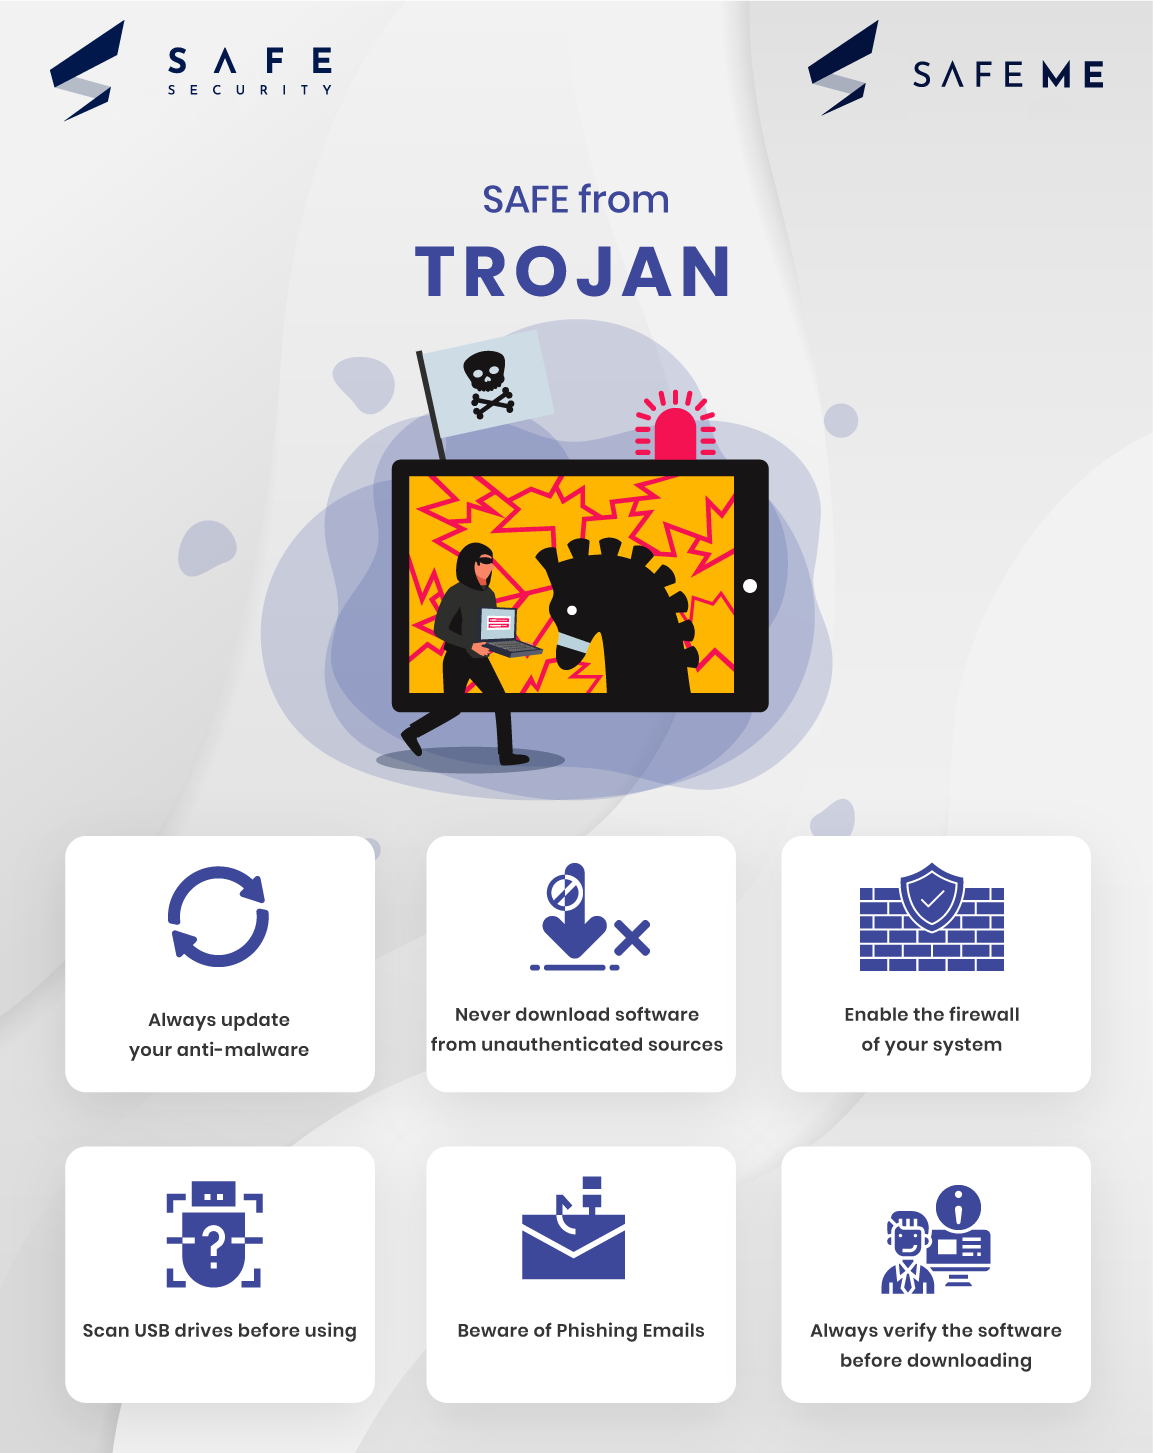 SAFE
SECURITY
SAFE ME
SAFE from
TROJAN
Always update
your anti-malware
Never download software
from unauthenticated sources
Enable the firewall
of your system
?
Scan USB drives before using
Beware of Phishing Emails
i
Always verify the software
before downloading